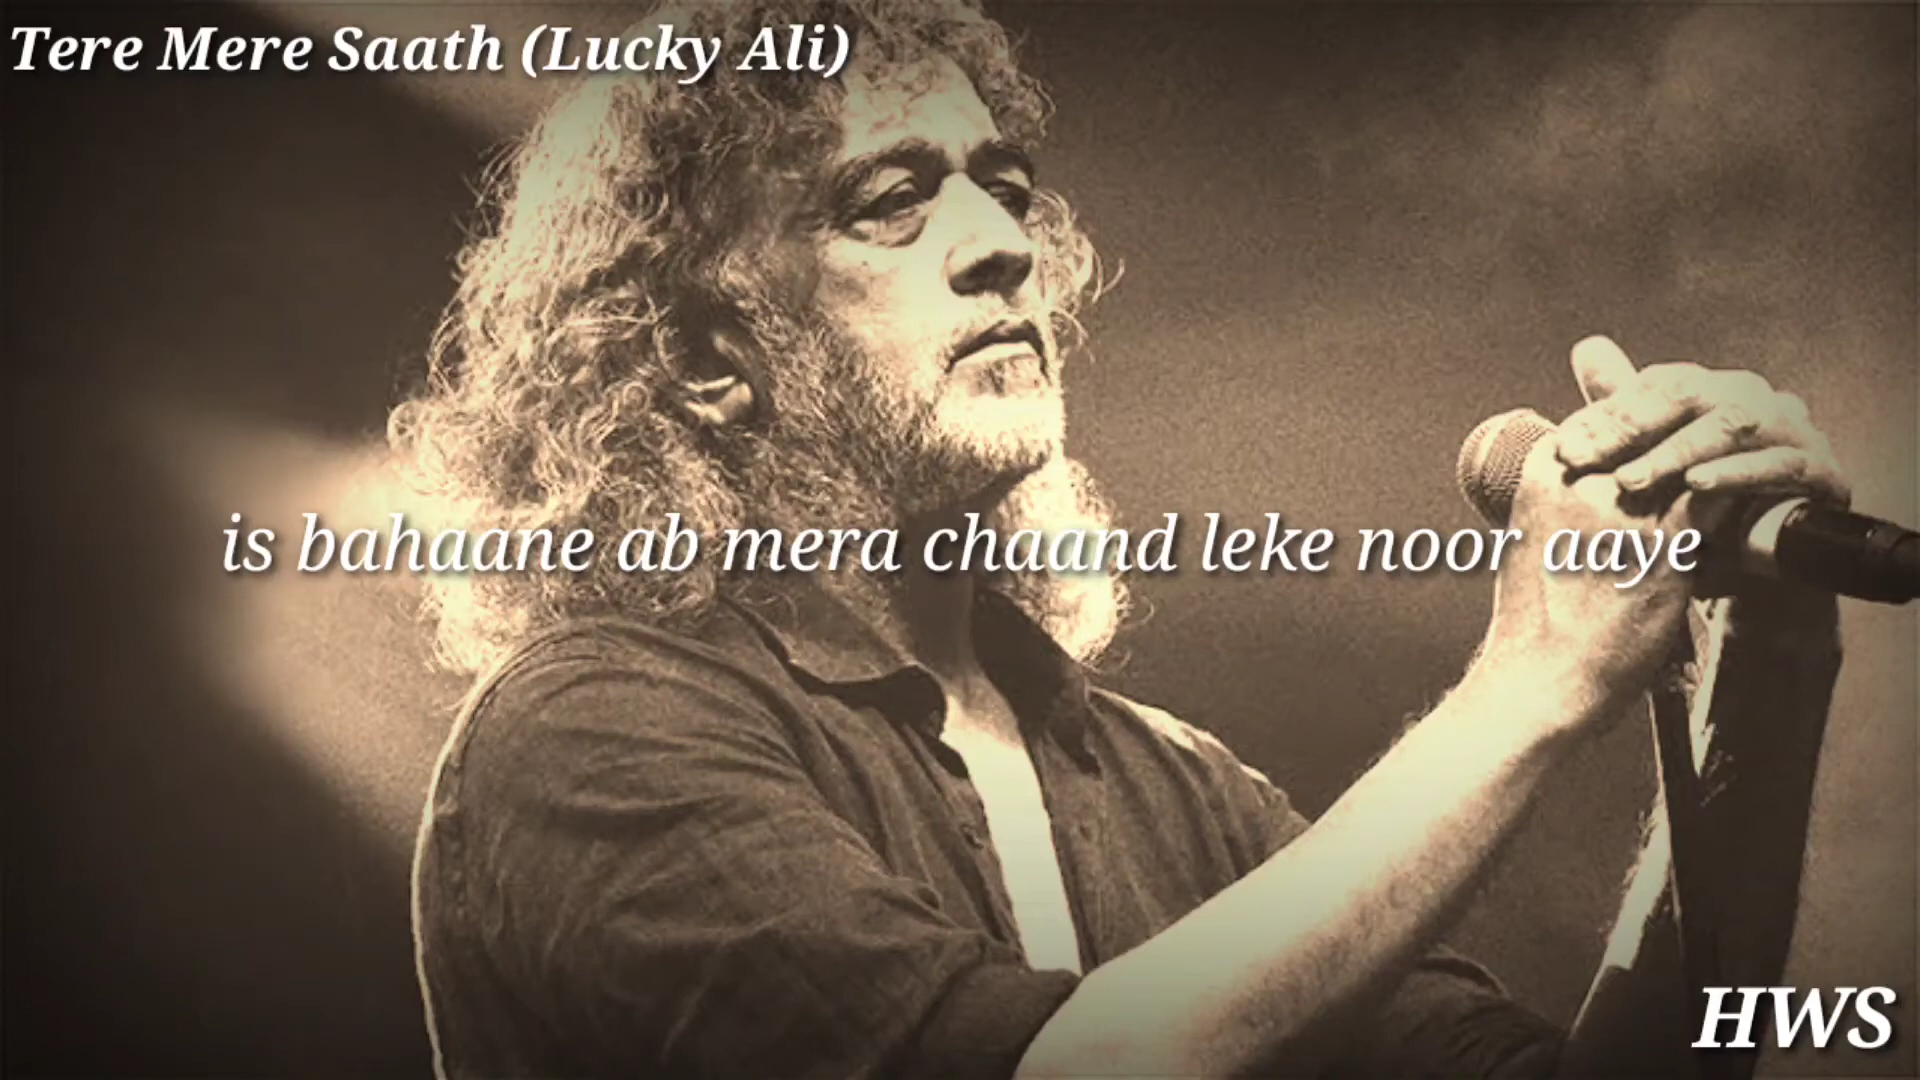 Tere Mere Saath (Lucky Ali)
is bahaane ab mera chaand leke noor aaye
HWS